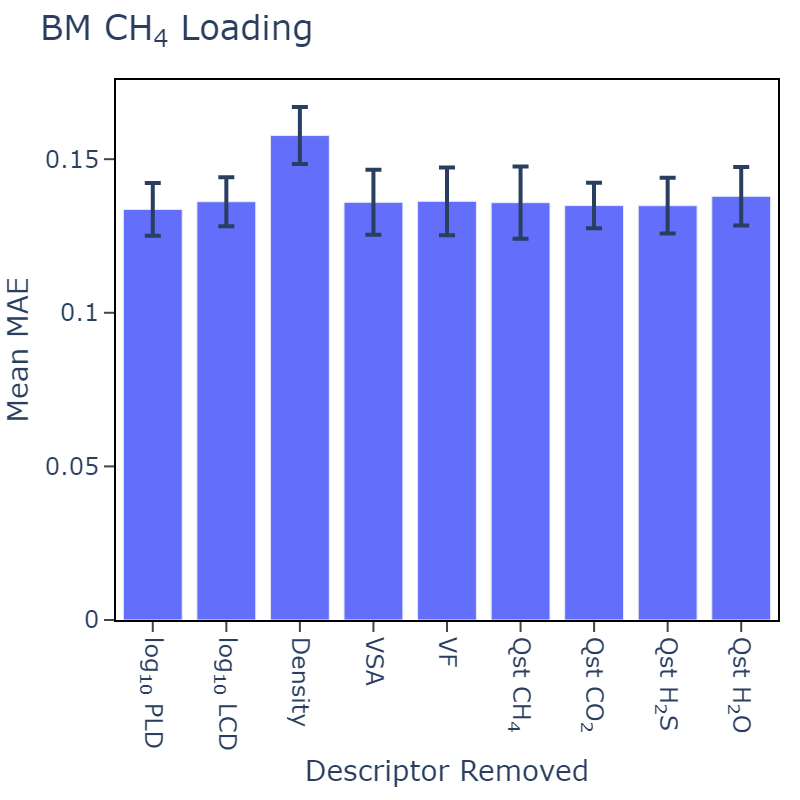 BM CH₄ Loading
Mean MAE
0.15
0.1
0.05
0
log₁₀ PLD
log₁₀ LCD
Density
VSA
VF
Qst CH₄
Qst CO₂
Qst H₂S
Qst H₂O
Descriptor Removed